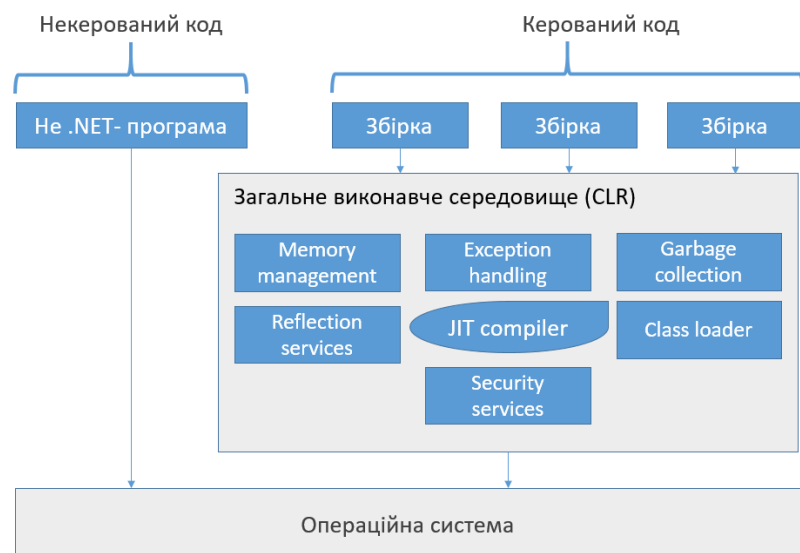 Некерований код
Керований код
Не .NET- програма
Збірка
Збірка
Збірка
Загальне виконавче середовище (CLR)
Memory
management
Exception
handling
Garbage
collection
Reflection
services
JIT compiler
Class loader
Security
services
Операційна система